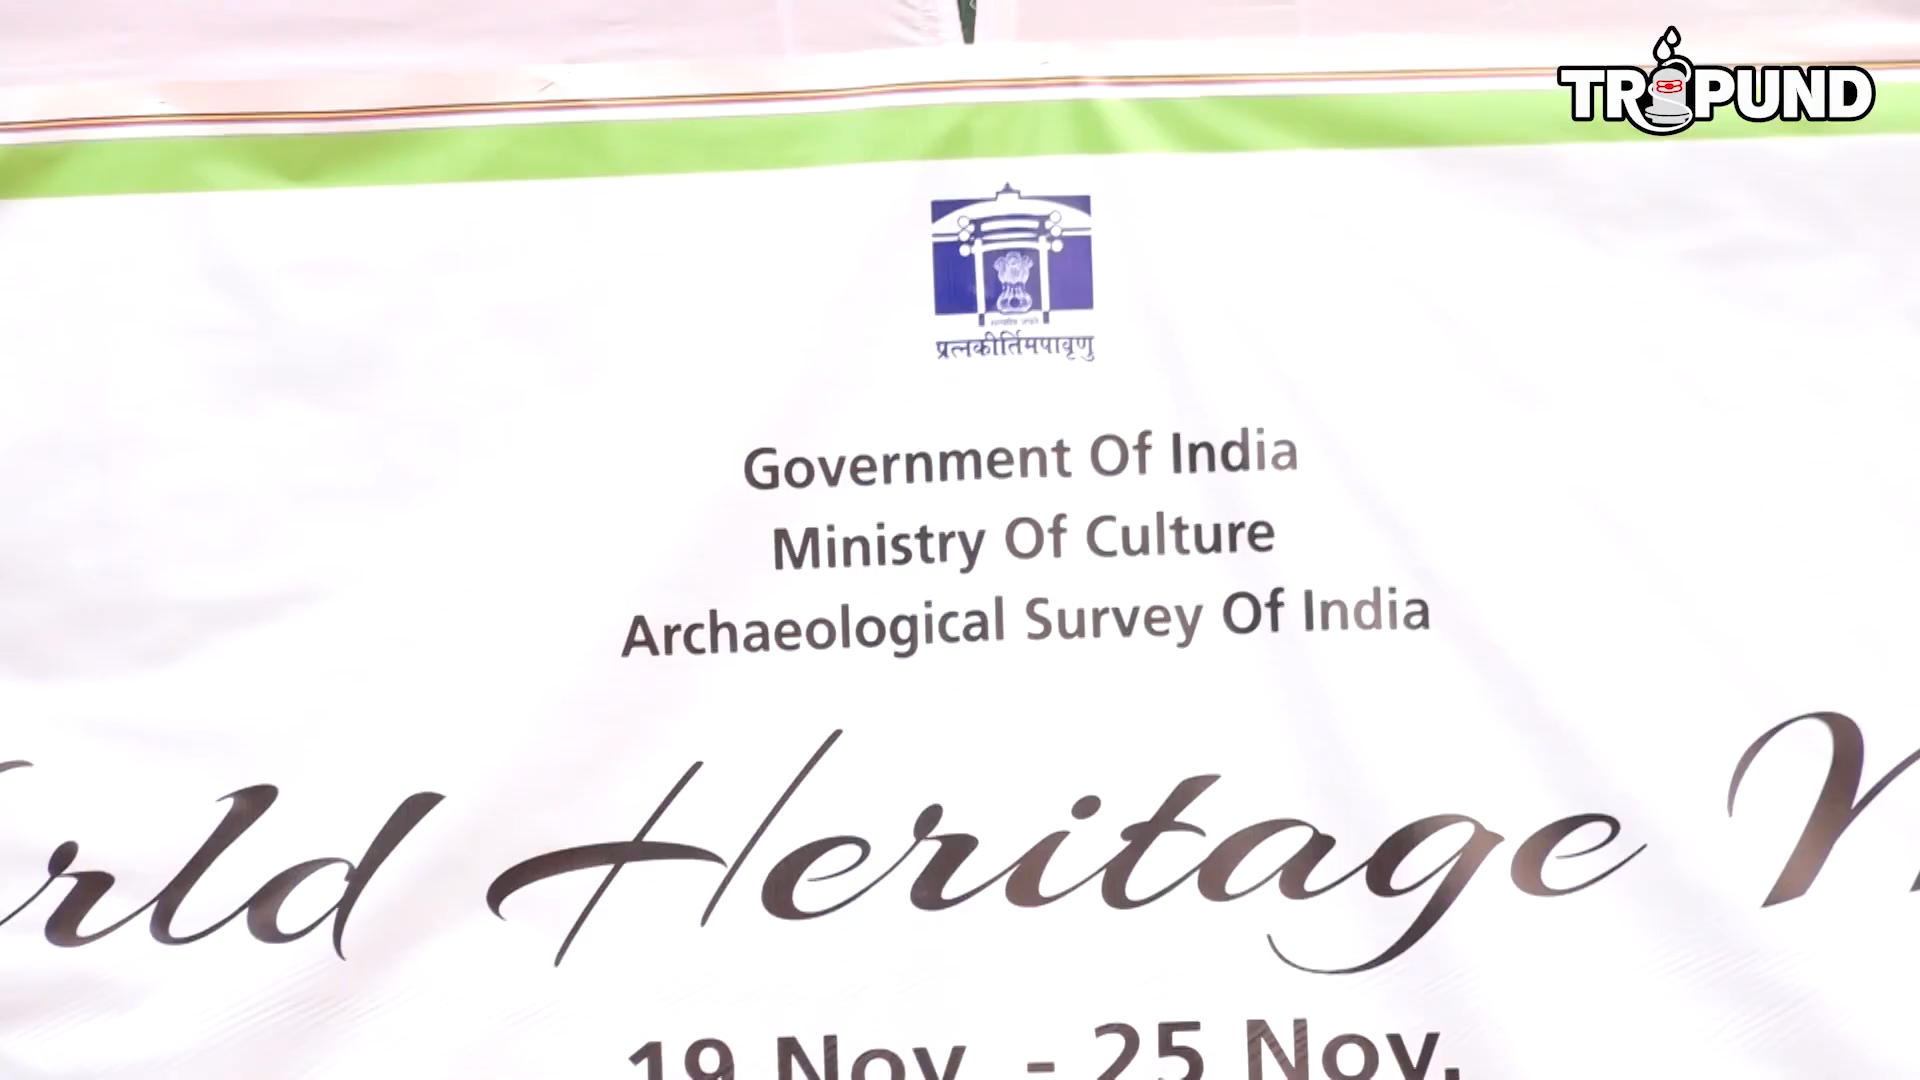 TRIPUND
प्रत्नकीर्तिमपावृणु
Government Of India
Ministry Of Culture
Archaeological Survey Of India
Heritage
19 Nov. - 25 Nov.